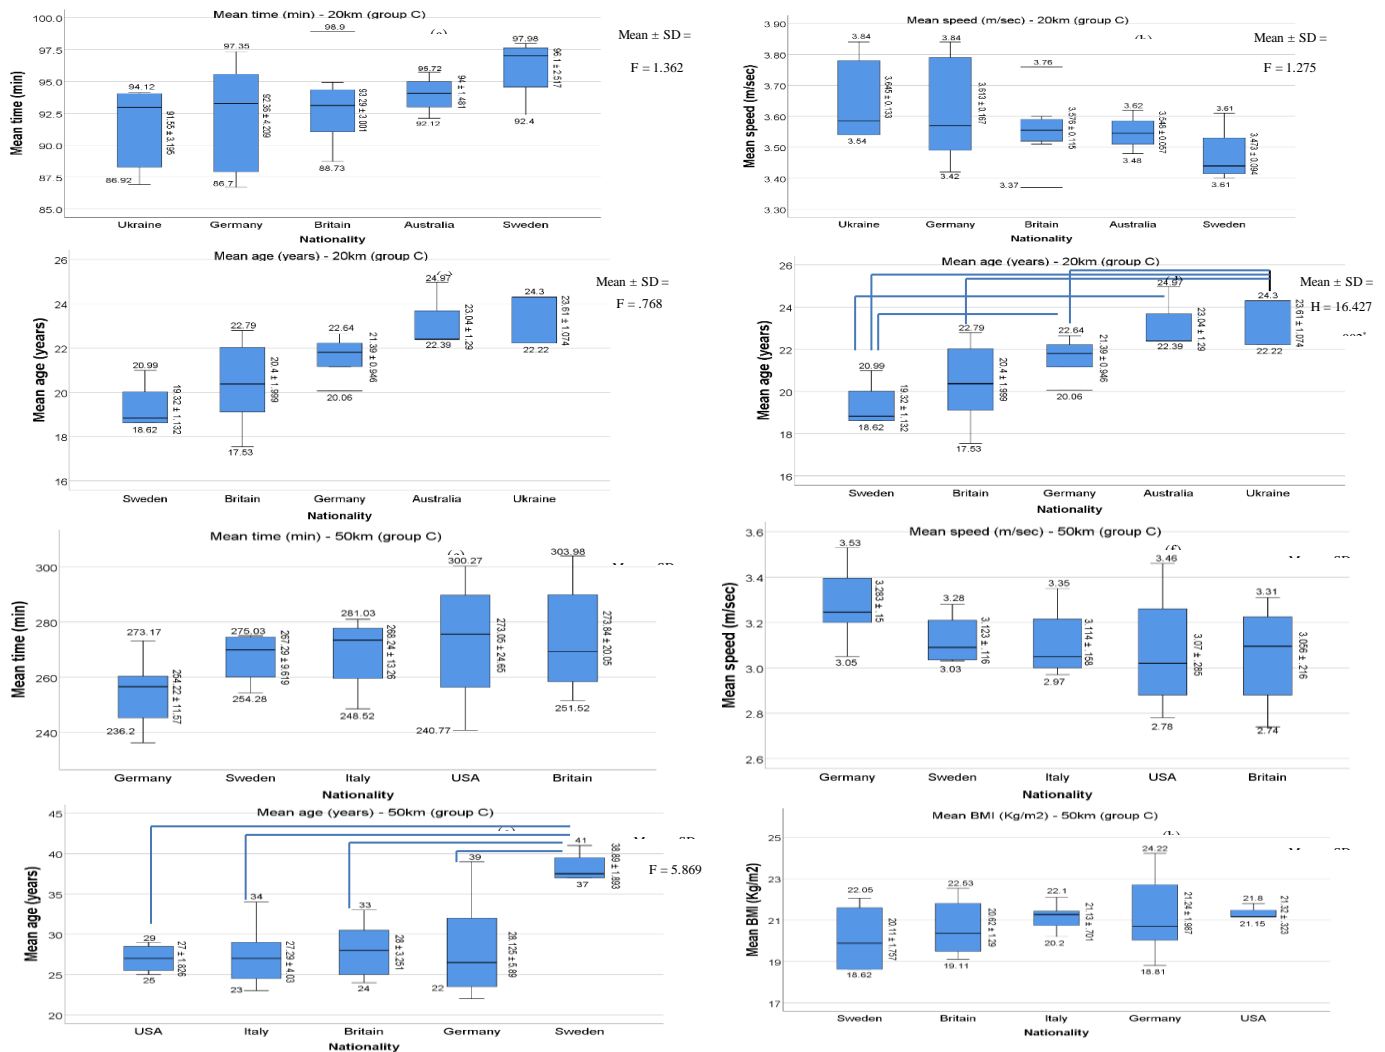 Mean time (min) - 20km (group C)
Mean ± SD =
F = 1.362
Mean time (min)
100.0
97.5
95.0
92.5
90.0
87.5
85.0
94.12
86.92
91.55 ± 3.195
97.35
86.7
92.36 ± 4.209
98.9
88.73
93.29 ± 3.001
95.72
92.12
94 ± 1.481
97.98
92.4
96.1 ± 2.517
Ukraine Germany Britain Australia Sweden
Nationality
Mean speed (m/sec) - 20km (group C)
Mean ± SD =
F = 1.275
Mean speed (m/sec)
3.90
3.80
3.70
3.60
3.50
3.40
3.30
3.84
3.54
3.645 ± 0.133
3.84
3.42
3.613 ± 0.167
3.76
3.37
3.576 ± 0.115
3.62
3.48
3.548 ± 0.057
3.61
3.61
3.473 ± 0.094
Ukraine Germany Britain Australia Sweden
Nationality
Mean age (years) - 20km (group C)
Mean ± SD =
F = .768
Mean age (years)
26
24
22
20
18
16
20.99
18.62
19.32 ± 1.132
22.79
17.53
20.4 ± 1.999
22.64
20.06
21.39 ± 0.946
24.97
22.39
23.04 ± 1.29
24.3
22.22
23.61 ± 1.074
Sweden Britain Germany Australia Ukraine
Nationality
Mean age (years) - 20km (group C)
(d)
Mean ± SD =
H = 16.427
Mean age (years)
26
24
22
20
18
16
20.99
18.62
19.32 ± 1.132
22.79
17.53
20.4 ± 1.999
22.64
20.06
21.39 ± 0.946
24.97
22.39
23.04 ± 1.29
24.3
22.22
23.61 ± 1.074
Sweden Britain Germany Australia Ukraine
Nationality
Mean time (min) - 50km (group C)
Mean time (min)
300
280
260
240
273.17
236.2
254.22 ± 11.57
275.03
254.28
267.29 ± 9.619
281.03
248.52
268.24 ± 13.26
300.27
240.77
273.05 ± 24.65
303.98
251.52
273.84 ± 20.05
Germany Sweden Italy USA Britain
Nationality
Mean speed (m/sec) - 50km (group C)
(f)
Mean speed (m/sec)
3.6
3.4
3.2
3.0
2.8
2.6
3.53
3.05
3.283 ± .15
3.28
3.03
3.123 ± .116
3.35
2.97
3.114 ± .158
3.46
2.78
3.07 ± .285
3.31
2.74
3.056 ± .216
Germany Sweden Italy USA Britain
Nationality
Mean age (years) - 50km (group C)
F = 5.869
Mean age (years)
45
40
35
30
25
20
29
25
27 ± 1.826
34
23
27.29 ± 4.03
33
24
28 ± 3.251
39
22
28.125 ± 5.89
41
37
38.89 ± 1.893
USA Italy Britain Germany Sweden
Nationality
Mean BMI (Kg/m2) - 50km (group C)
Mean BMI (Kg/m2)
25
23
21
19
17
22.05
18.62
20.11 ± 1.757
22.53
19.11
20.62 ± 1.29
22.1
20.2
21.13 ± .701
24.22
18.81
21.24 ± 1.987
21.8
21.15
21.32 ± .323
Sweden Britain Italy Germany USA
Nationality